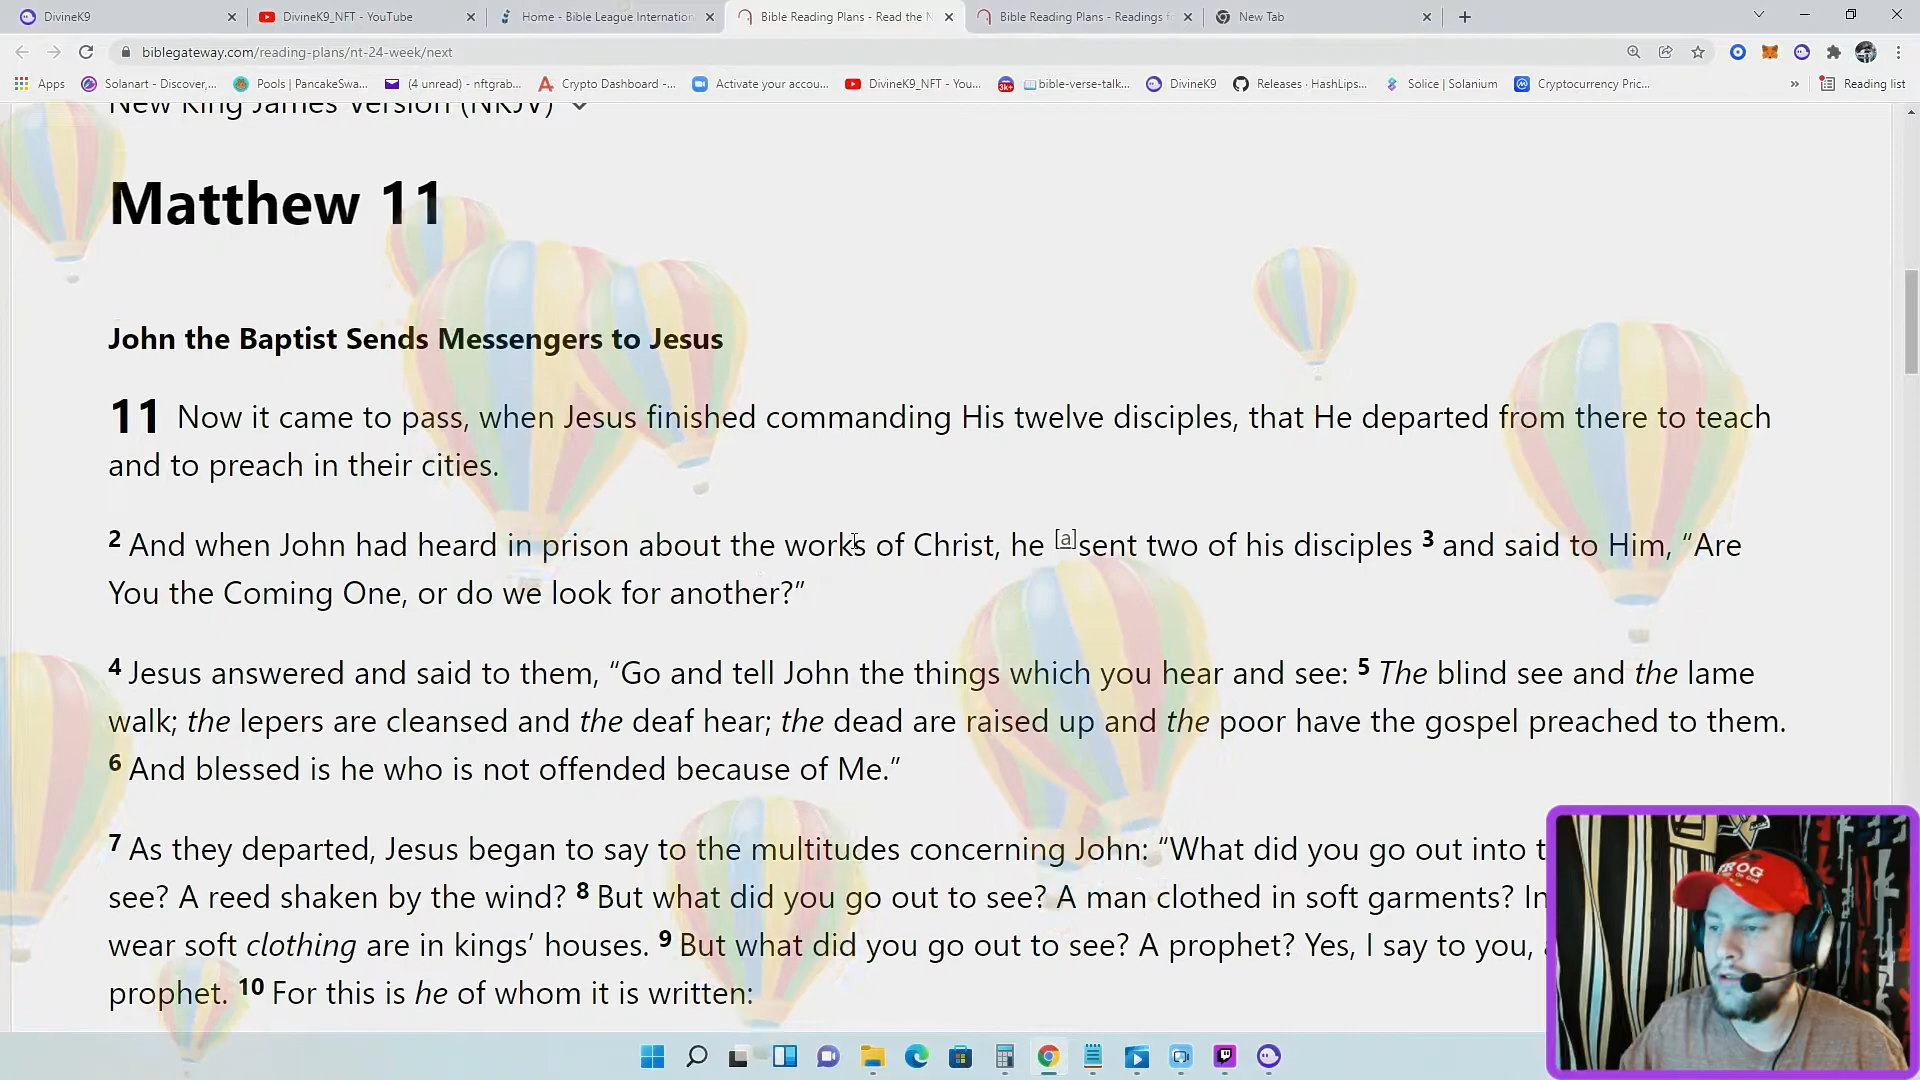 DivineK9
DivineK9_NFT - YouTube
Home - Bible League Internation
Bible Reading Plans - Read the N
Bible Reading Plans - Readings f
New Tab
biblegateway.com/reading-plans/nt-24-week/next
Apps
Solanart - Discover,...
Pools | PancakeSwa...
(4 unread) - nftgrab...
Crypto Dashboard -...
Activate your accou...
DivineK9_NFT - You...
3k+
bible-verse-talk...
DivineK9
Releases · HashLips...
Solice | Solanium
Cryptocurrency Pric...
»
Reading list
New King James Version (NKJV)
Matthew 11
John the Baptist Sends Messengers to Jesus
11 Now it came to pass, when Jesus finished commanding His twelve disciples, that He departed from there to teach
and to preach in their cities.
2 And when John had heard in prison about the works of Christ, he [a]sent two of his disciples 3 and said to Him, “Are
You the Coming One, or do we look for another?”
4 Jesus answered and said to them, “Go and tell John the things which you hear and see: 5 The blind see and the lame
walk; the lepers are cleansed and the deaf hear; the dead are raised up and the poor have the gospel preached to them.
6 And blessed is he who is not offended because of Me.”
7 As they departed, Jesus began to say to the multitudes concerning John: “What did you go out into t
see? A reed shaken by the wind? 8 But what did you go out to see? A man clothed in soft garments? In
wear soft clothing are in kings’ houses. 9 But what did you go out to see? A prophet? Yes, I say to you,
prophet. 10 For this is he of whom it is written:
FROG